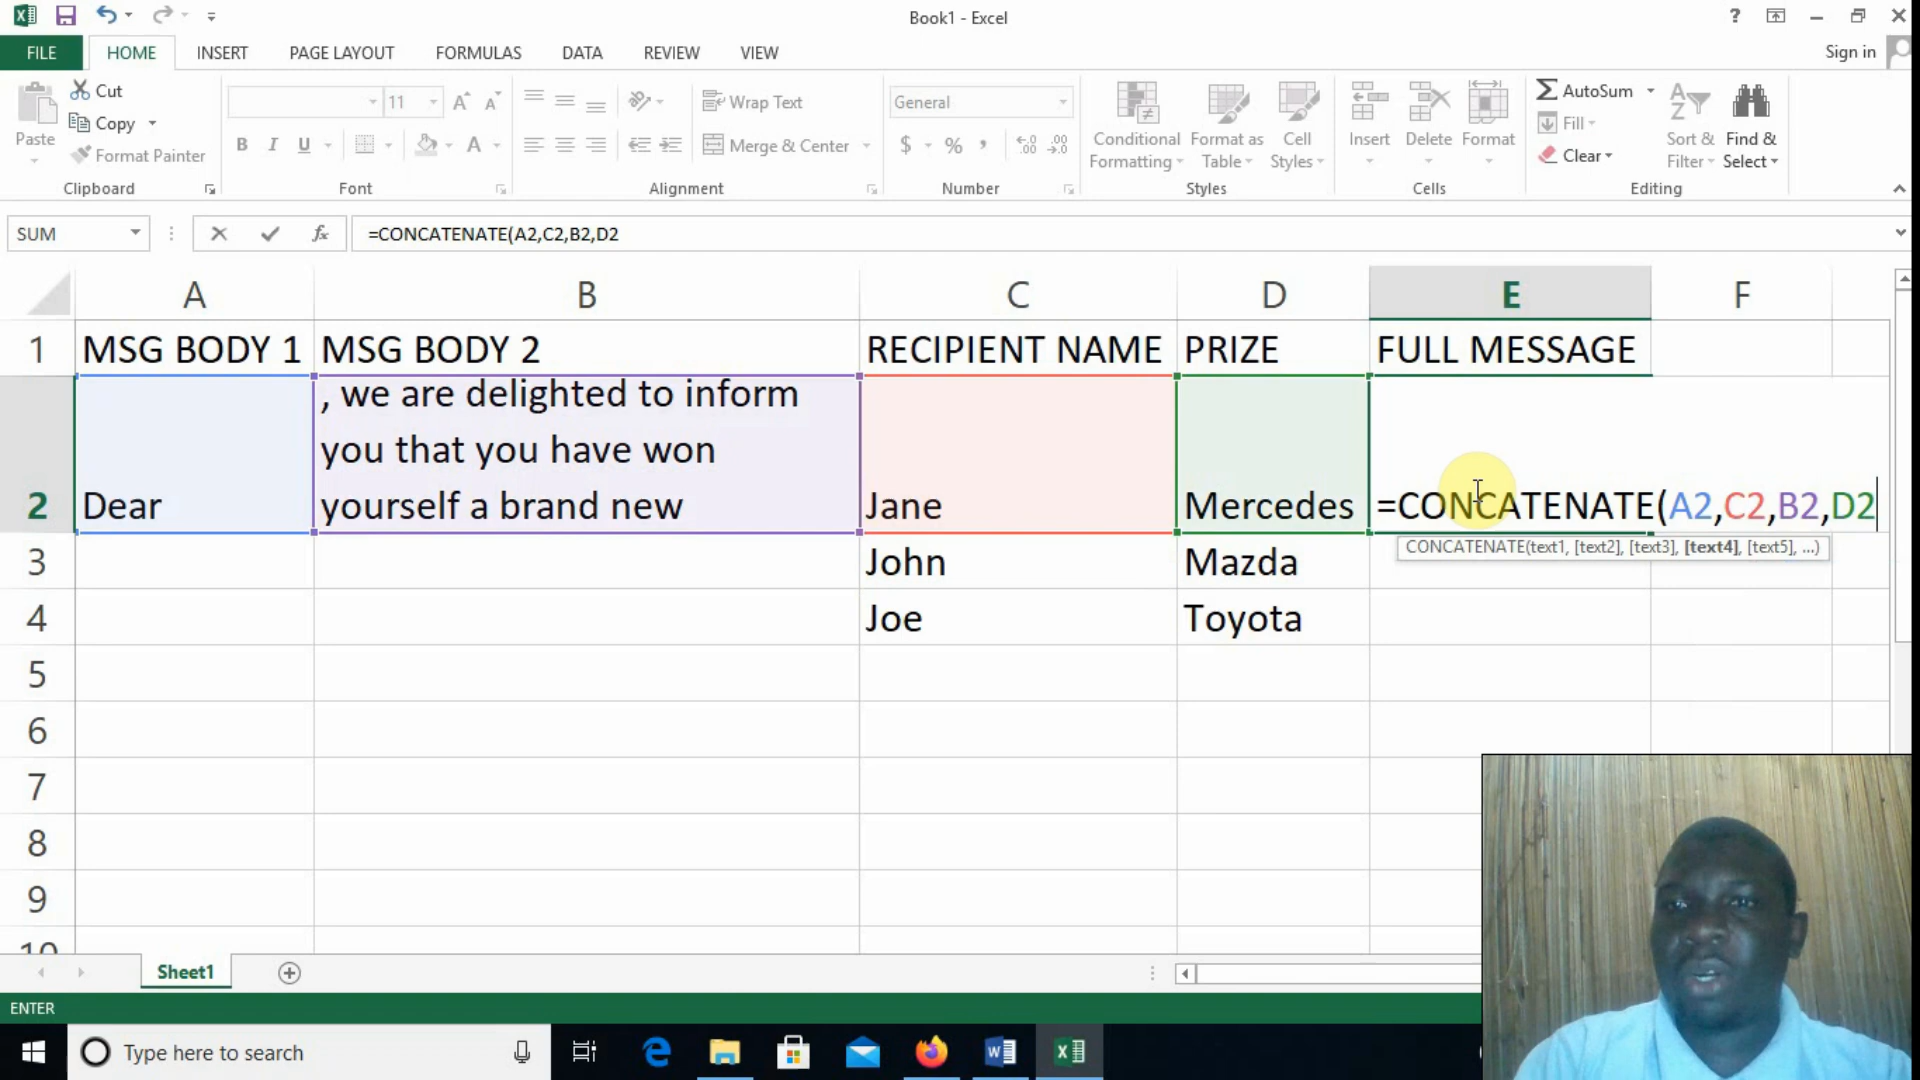 Book1 - Excel
?
FILE HOME INSERT PAGE LAYOUT FORMULAS DATA REVIEW VIEW
Sign in
Paste
Cut
Copy
Format Painter
Clipboard
11
B I U
A
Font
Wrap Text
Merge & Center
Alignment
General
$ % ,
Number
Conditional Formatting
Format as Table
Cell Styles
Styles
Insert
Delete
Format
Cells
AutoSum
Fill
Clear
Sort & Filter
Find & Select
Editing
SUM
fx
=CONCATENATE(A2,C2,B2,D2
A B C D E F
1 MSG BODY 1 MSG BODY 2 RECIPIENT NAME PRIZE FULL MESSAGE
, we are delighted to inform
you that you have won
2 Dear yourself a brand new Jane Mercedes =CONCATENATE(A2,C2,B2,D2
CONCATENATE(text1, [text2], [text3], [text4], [text5], ...)
3 John Mazda
4 Joe Toyota
5
6
7
8
9
10
Sheet1
ENTER
Type here to search